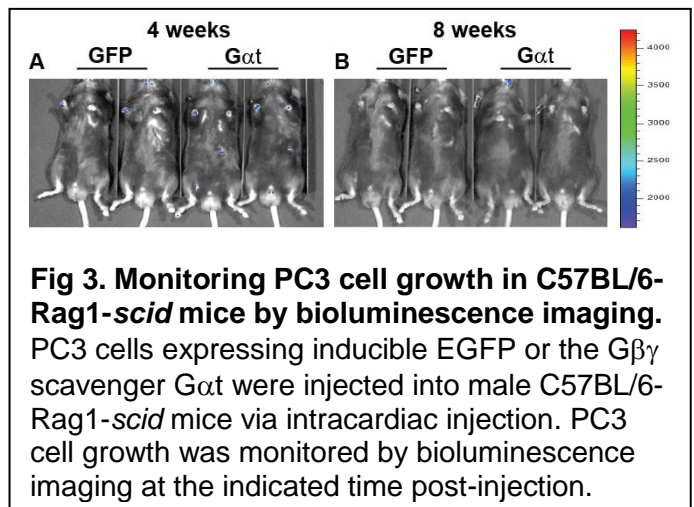 4 weeks
8 weeks
A GFP Gαt B GFP Gαt
4000
3500
3000
2500
2000
Fig 3. Monitoring PC3 cell growth in C57BL/6-
Rag1-scid mice by bioluminescence imaging.
PC3 cells expressing inducible EGFP or the Gβγ
scavenger Gαt were injected into male C57BL/6-
Rag1-scid mice via intracardiac injection. PC3
cell growth was monitored by bioluminescence
imaging at the indicated time post-injection.